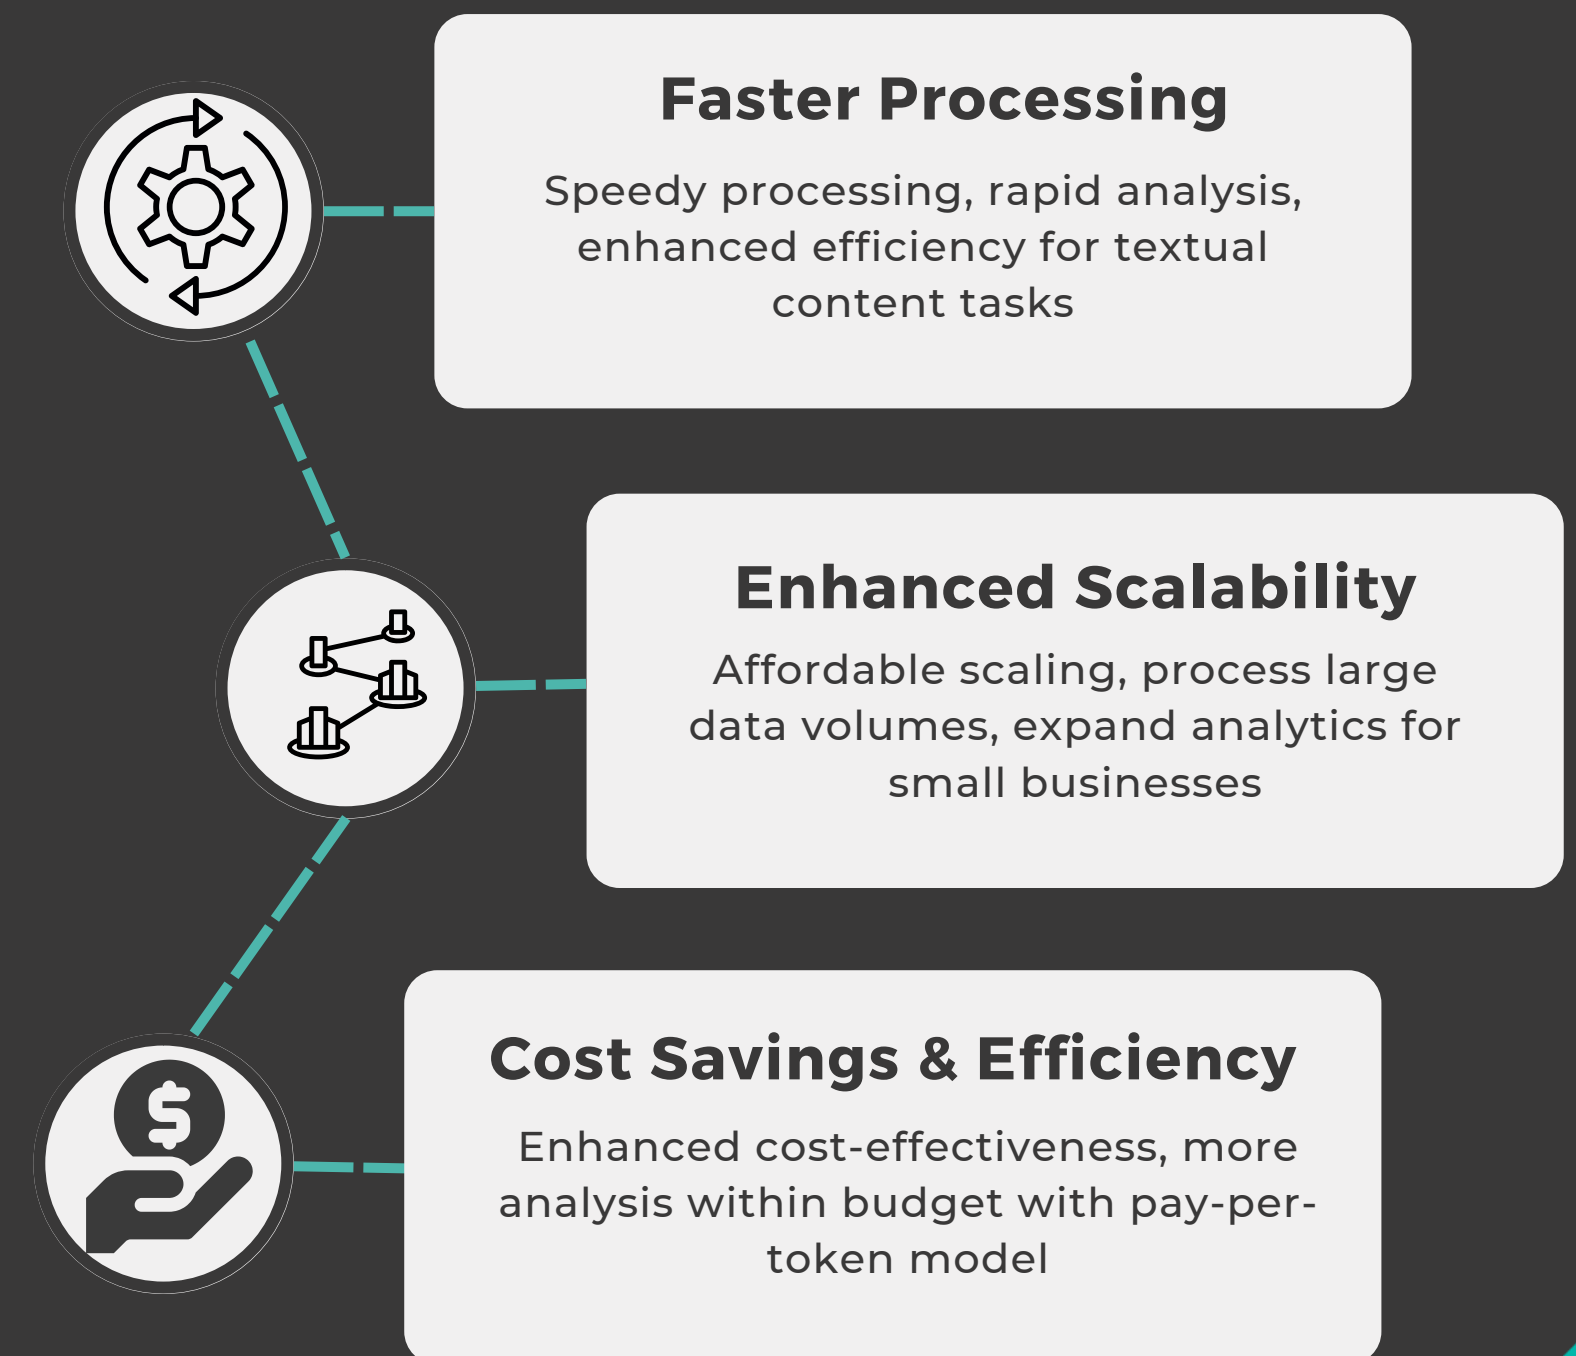 Faster Processing
Speedy processing, rapid analysis,
enhanced efficiency for textual
content tasks
Enhanced Scalability
Affordable scaling, process large
data volumes, expand analytics for
small businesses
$
Cost Savings & Efficiency
Enhanced cost-effectiveness, more
analysis within budget with pay-per-
token model